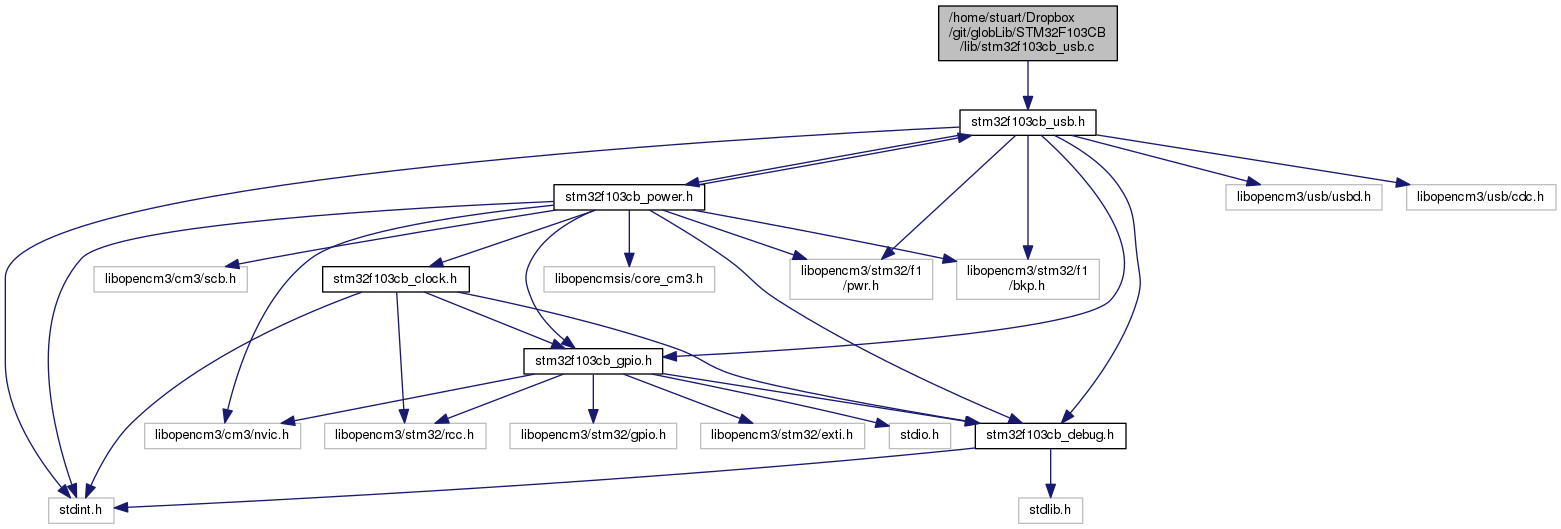 /home/stuart/Dropbox
/git/globLib/STM32F103CB
/lib/stm32f103cb_usb.c
stm32f103cb_usb.h
stm32f103cb_power.h
libopencm3/usb/usbd.h
libopencm3/usb/cdc.h
libopencm3/cm3/scb.h
stm32f103cb_clock.h
libopencmsis/core_cm3.h
libopencm3/stm32/f1
/pwr.h
libopencm3/stm32/f1
/bkp.h
stm32f103cb_gpio.h
libopencm3/cm3/nvic.h
libopencm3/stm32/rcc.h
libopencm3/stm32/gpio.h
libopencm3/stm32/exti.h
stdio.h
stm32f103cb_debug.h
stdint.h
stdlib.h